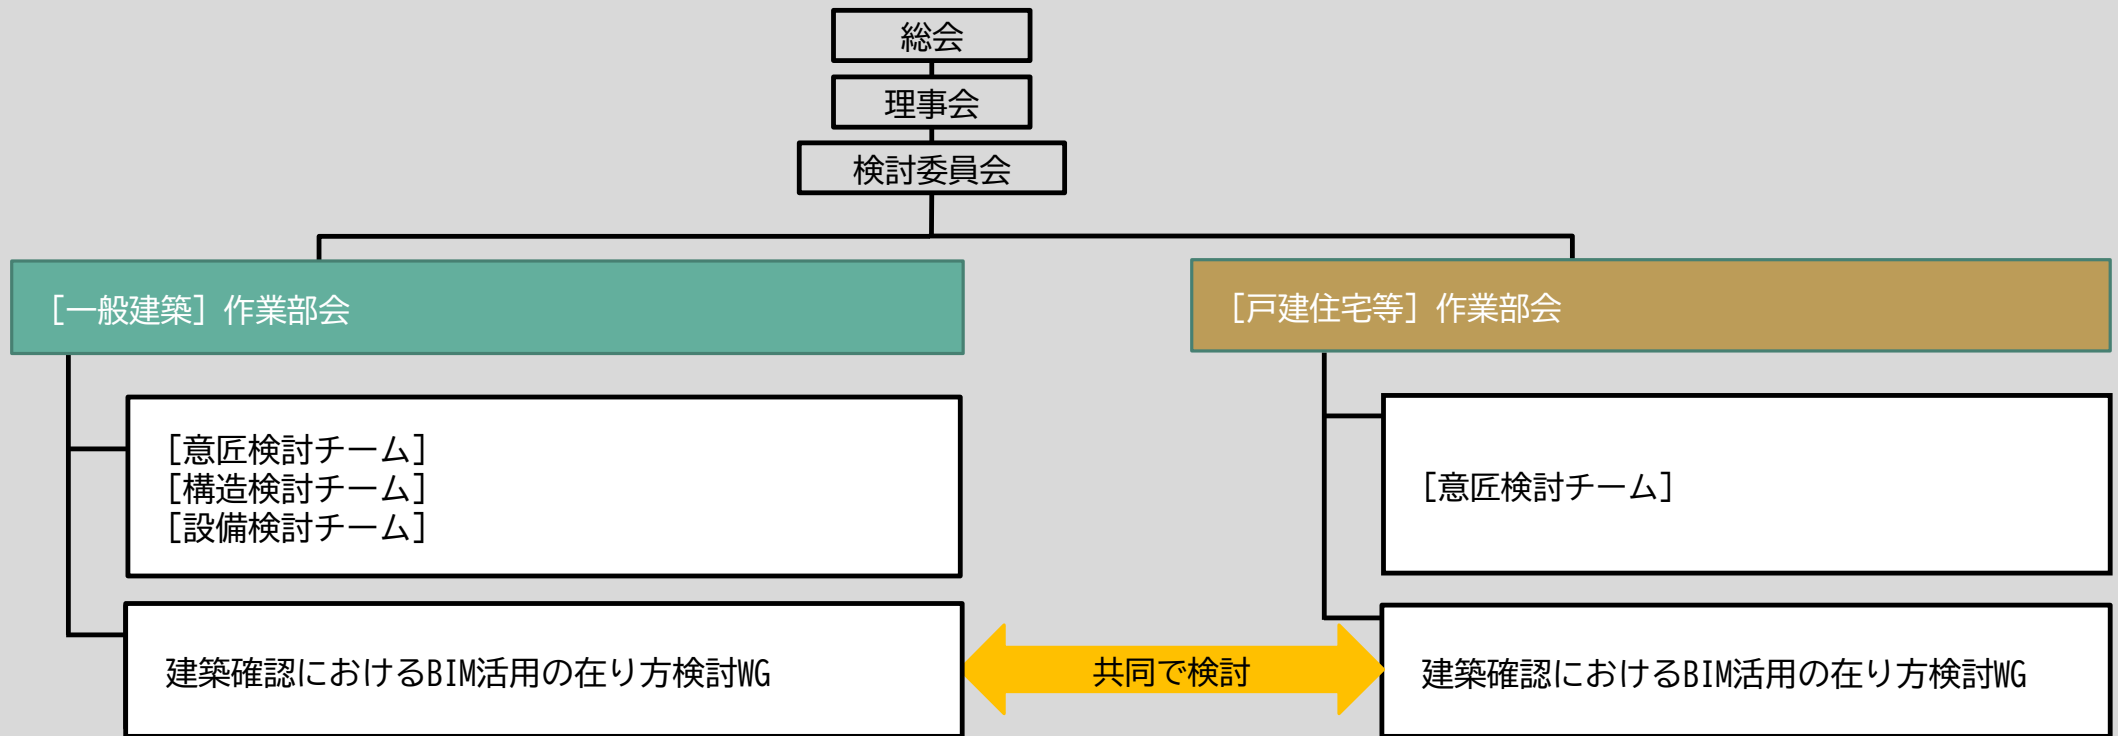 総会
理事会
検討委員会
[一般建築] 作業部会
[戸建住宅等] 作業部会
[意匠検討チーム]
[構造検討チーム]
[設備検討チーム]
[意匠検討チーム]
建築確認におけるBIM活用の在り方検討WG
共同で検討
建築確認におけるBIM活用の在り方検討WG